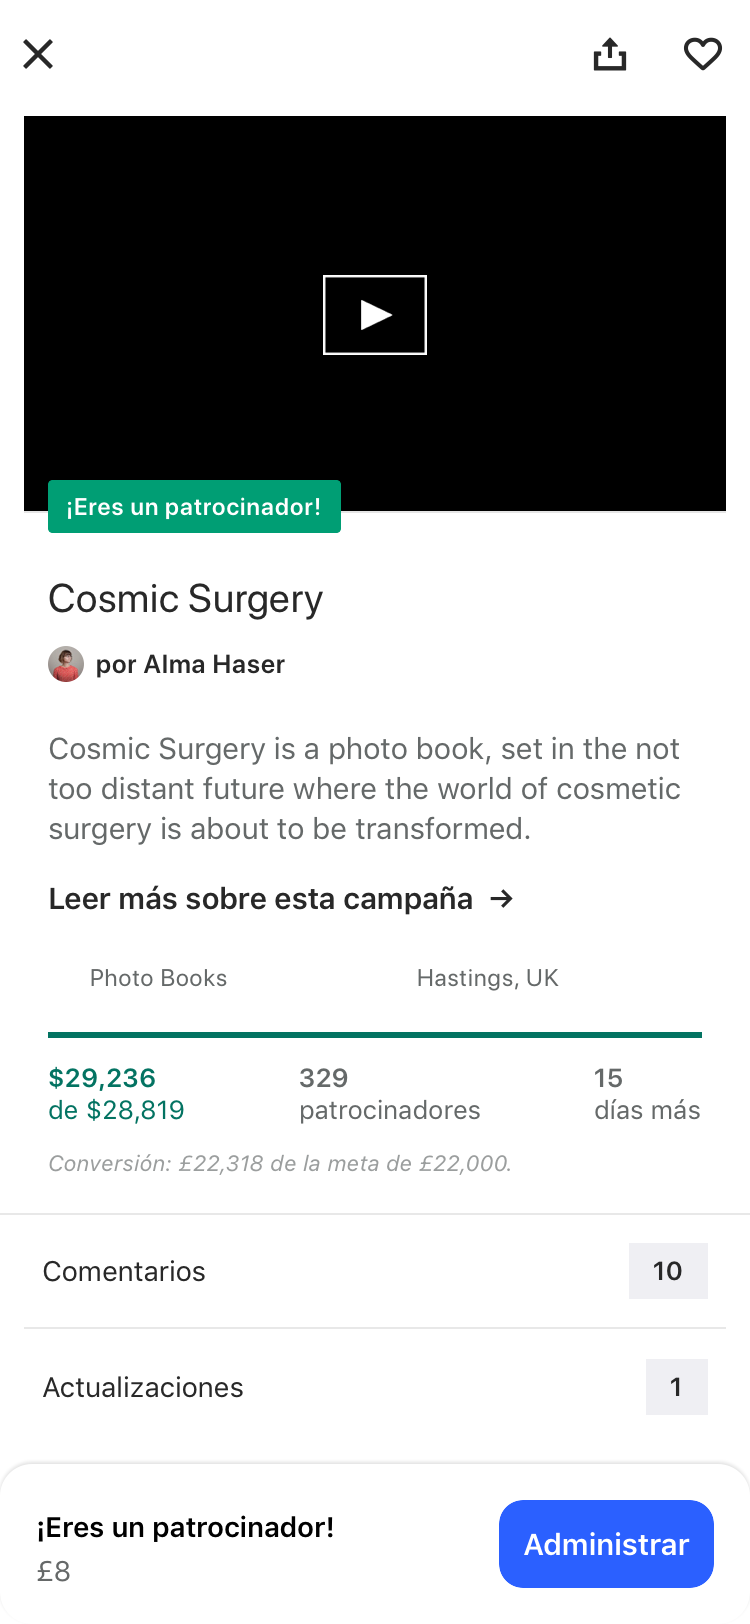 ¡Eres un patrocinador!
Cosmic Surgery
por Alma Haser
Cosmic Surgery is a photo book, set in the not
too distant future where the world of cosmetic
surgery is about to be transformed.
Leer más sobre esta campaña →
Photo Books
Hastings, UK
$29,236
de $28,819
329
patrocinadores
15
días más
Conversión: £22,318 de la meta de £22,000.
Comentarios
10
Actualizaciones
1
¡Eres un patrocinador!
£8
Administrar